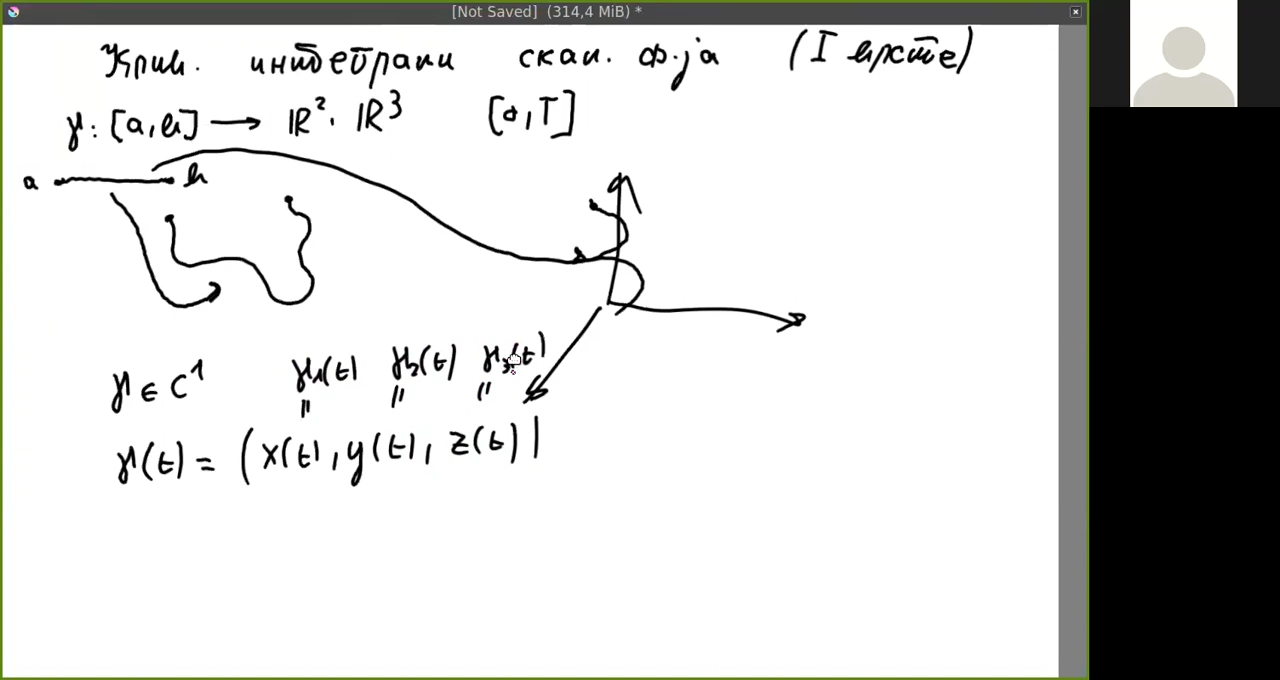 [Not Saved] (314,4 MiB) *
Крив. интеграли скал. ф-ја (I врсте)
γ: [a, b] ⟶ ℝ², ℝ³ [0, T]
a b
γ ∈ C¹ γ₁(t) γ₂(t) γ₃(t)
" " "
γ(t) = (x(t), y(t), z(t))